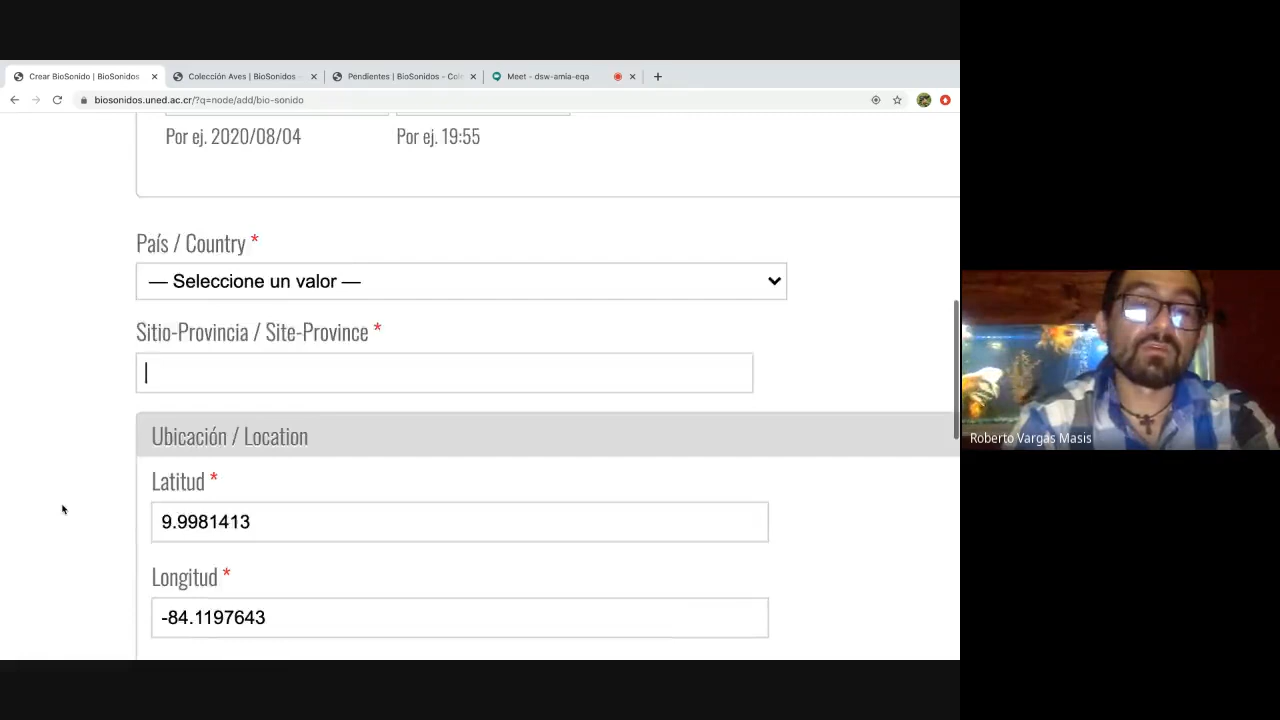 Crear BioSonido | BioSonidos
Colección Aves | BioSonidos -
Pendientes | BioSonidos - Cole
Meet - dsw-amia-eqa
biosonidos.uned.ac.cr/?q=node/add/bio-sonido
Por ej. 2020/08/04
Por ej. 19:55
País / Country *
— Seleccione un valor —
Sitio-Provincia / Site-Province *
Ubicación / Location
Latitud *
9.9981413
Longitud *
-84.1197643
Roberto Vargas Masis